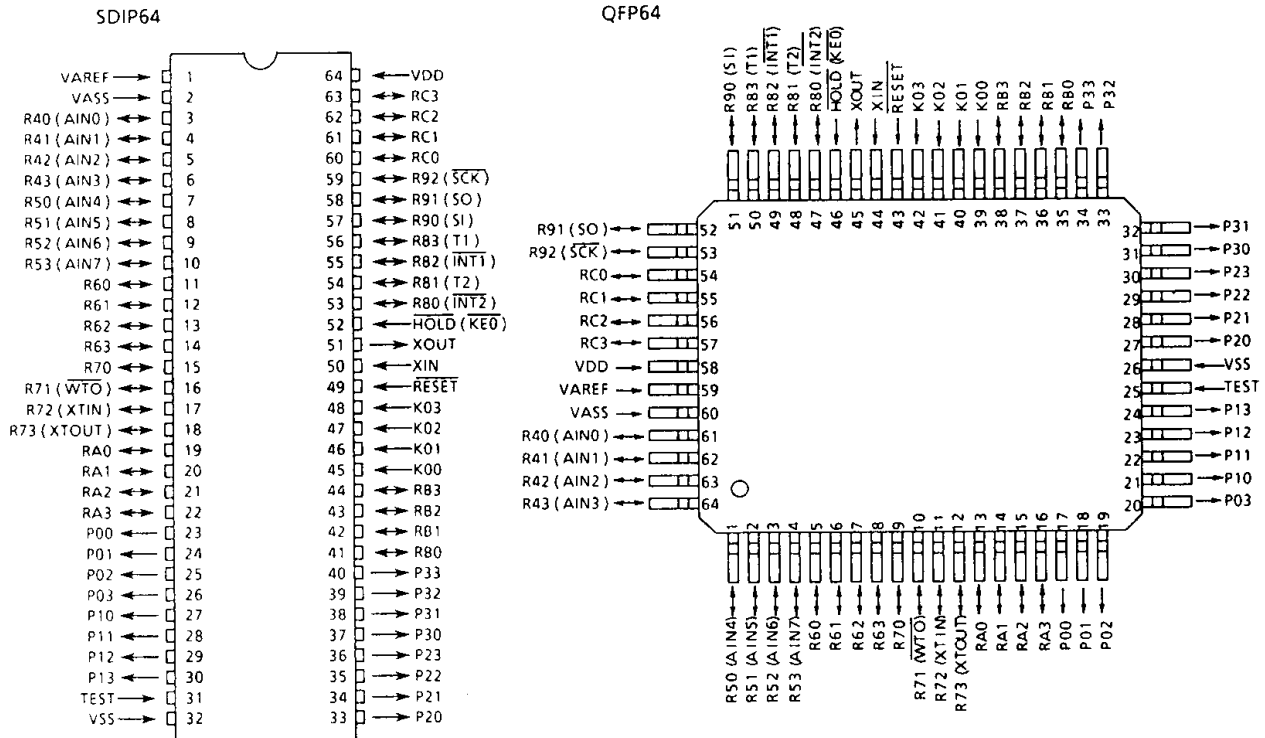 SDIP64
VAREF 1
VASS 2
R40 (AIN0) 3
R41 (AIN1) 4
R42 (AIN2) 5
R43 (AIN3) 6
R50 (AIN4) 7
R51 (AIN5) 8
R52 (AIN6) 9
R53 (AIN7) 10
R60 11
R61 12
R62 13
R63 14
R70 15
R71 (WTO) 16
R72 (XTIN) 17
R73 (XTOUT) 18
RA0 19
RA1 20
RA2 21
RA3 22
P00 23
P01 24
P02 25
P03 26
P10 27
P11 28
P12 29
P13 30
TEST 31
VSS 32
64 VDD
63 RC3
62 RC2
61 RC1
60 RC0
59 R92 (SCK)
58 R91 (SO)
57 R90 (SI)
56 R83 (T1)
55 R82 (INT1)
54 R81 (T2)
53 R80 (INT2)
52 HOLD (KE0)
51 XOUT
50 XIN
49 RESET
48 K03
47 K02
46 K01
45 K00
44 RB3
43 RB2
42 RB1
41 RB0
40 P33
39 P32
38 P31
37 P30
36 P23
35 P22
34 P21
33 P20
QFP64
R90 (SI) 51
R83 (T1) 50
R82 (INT1) 49
R81 (T2) 48
R80 (INT2) 47
HOLD (KE0) 46
XOUT 45
XIN 44
RESET 43
K03 42
K02 41
K01 40
K00 39
RB3 38
RB2 37
RB1 36
RB0 35
P33 34
P32 33
R91 (SO) 52
R92 (SCK) 53
RC0 54
RC1 55
RC2 56
RC3 57
VDD 58
VAREF 59
VASS 60
R40 (AIN0) 61
R41 (AIN1) 62
R42 (AIN2) 63
R43 (AIN3) 64
32 P31
31 P30
30 P23
29 P22
28 P21
27 P20
26 VSS
25 TEST
24 P13
23 P12
22 P11
21 P10
20 P03
1 R50 (AIN4)
2 R51 (AIN5)
3 R52 (AIN6)
4 R53 (AIN7)
5 R60
6 R61
7 R62
8 R63
9 R70
10 R71 (WTO)
11 R72 (XTIN)
12 R73 (XTOUT)
13 RA0
14 RA1
15 RA2
16 RA3
17 P00
18 P01
19 P02